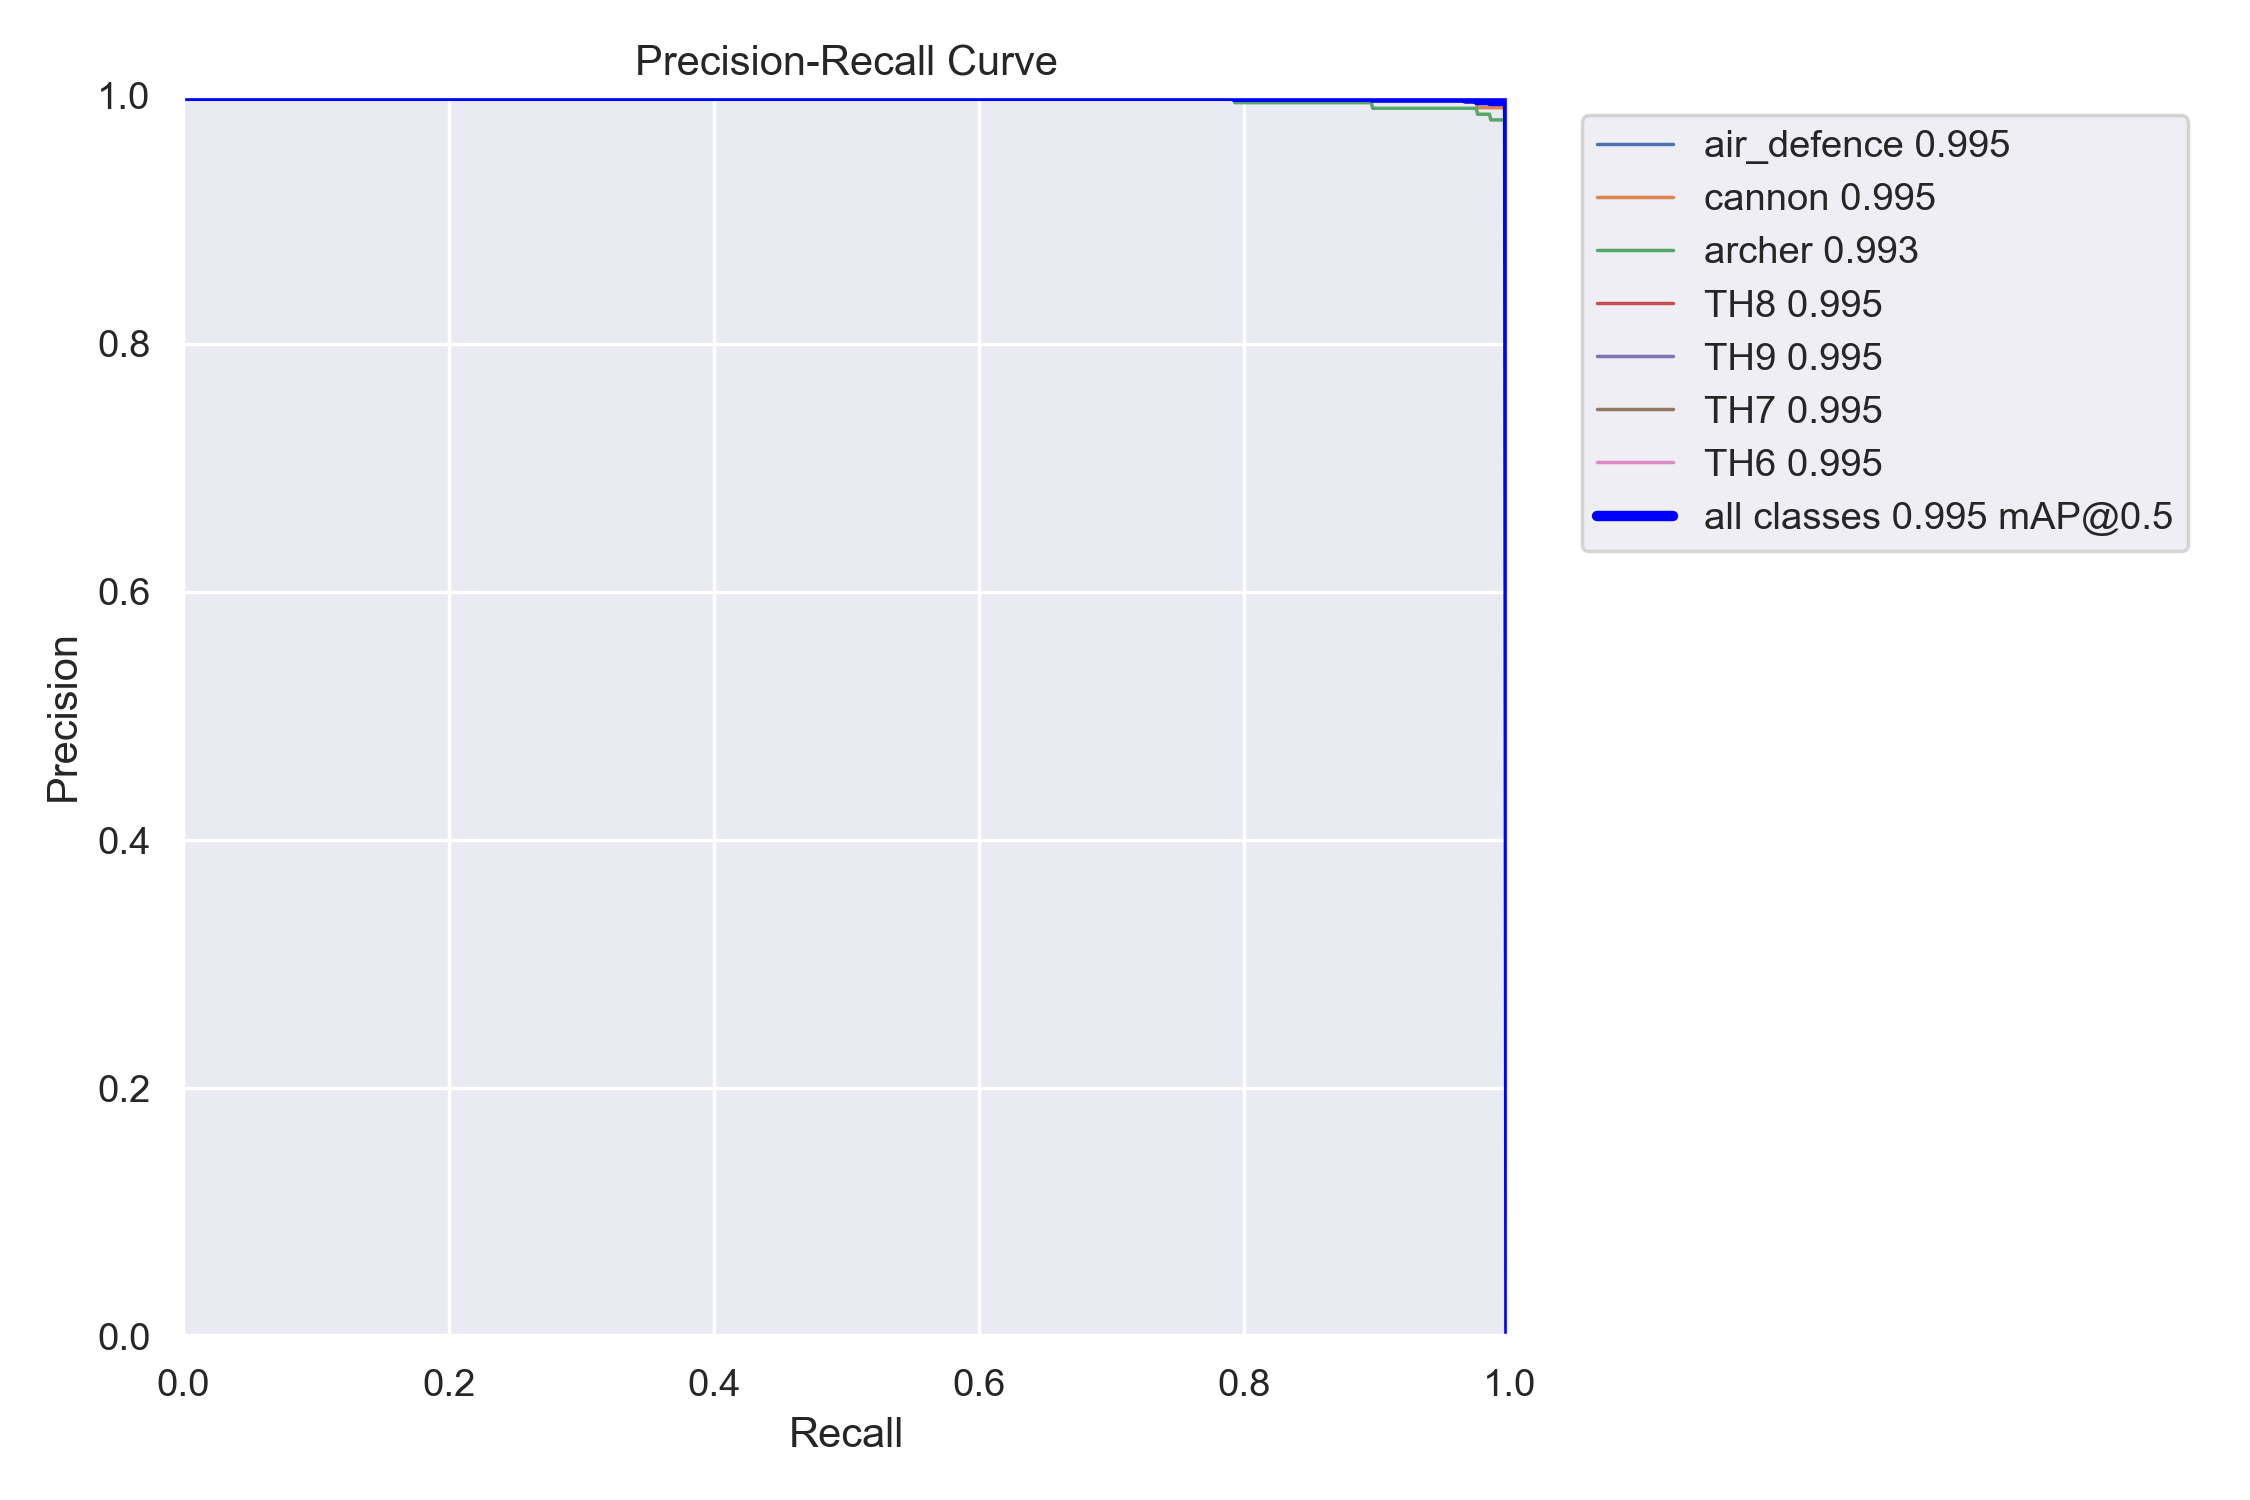 Precision-Recall Curve
1.0
0.8
0.6
0.4
0.2
0.0
Precision
0.0 0.2 0.4 0.6 0.8 1.0
Recall
air_defence 0.995
cannon 0.995
archer 0.993
TH8 0.995
TH9 0.995
TH7 0.995
TH6 0.995
all classes 0.995 mAP@0.5